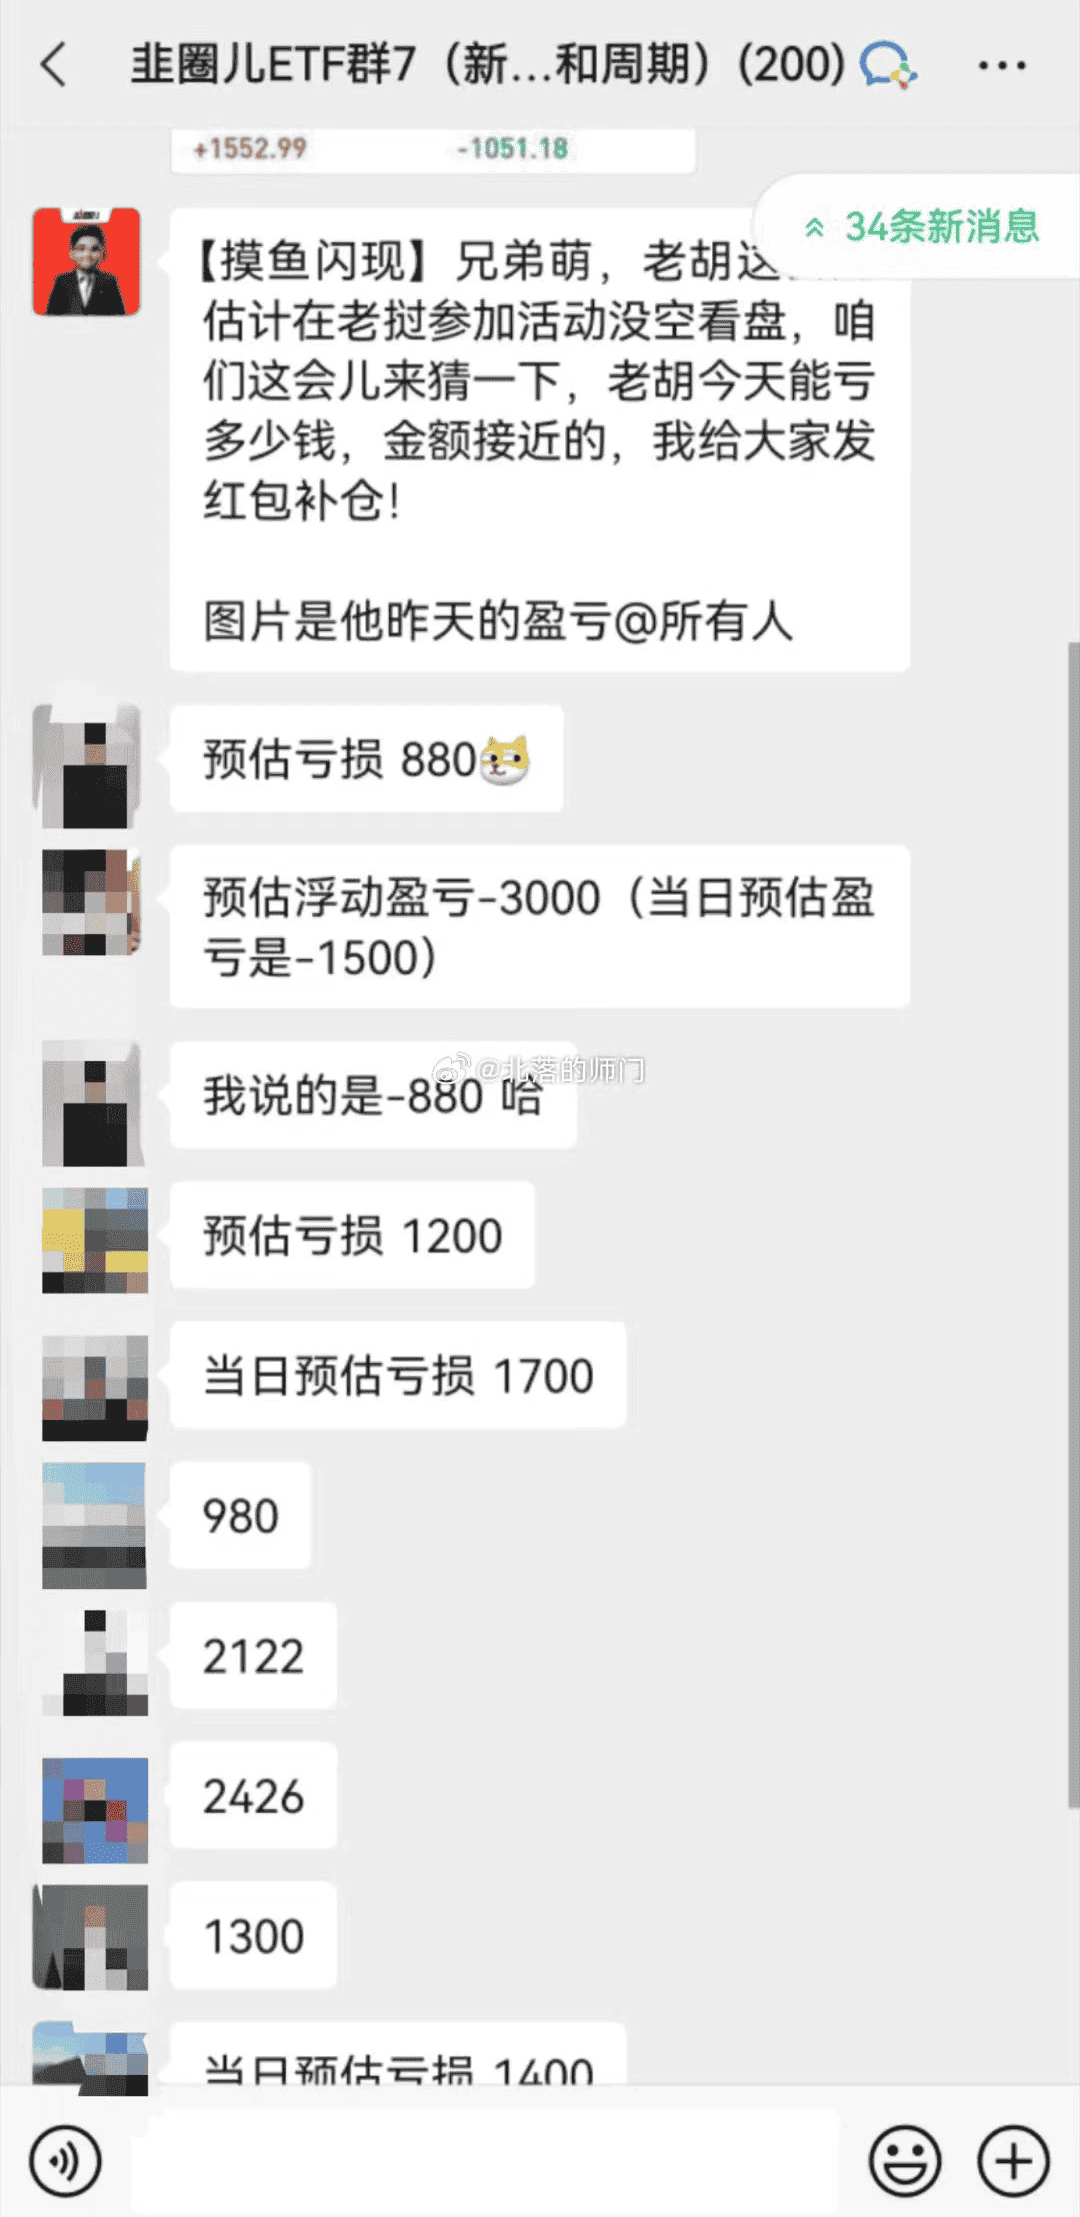 韭圈儿ETF群7（新...和周期）(200)
+1552.99 -1051.18
34条新消息
【摸鱼闪现】兄弟萌，老胡这
估计在老挝参加活动没空看盘，咱
们这会儿来猜一下，老胡今天能亏
多少钱，金额接近的，我给大家发
红包补仓！
图片是他昨天的盈亏@所有人
预估亏损 880
预估浮动盈亏-3000（当日预估盈
亏是-1500）
@北落的师门
我说的是-880 哈
预估亏损 1200
当日预估亏损 1700
980
2122
2426
1300
当日预估亏损 1400